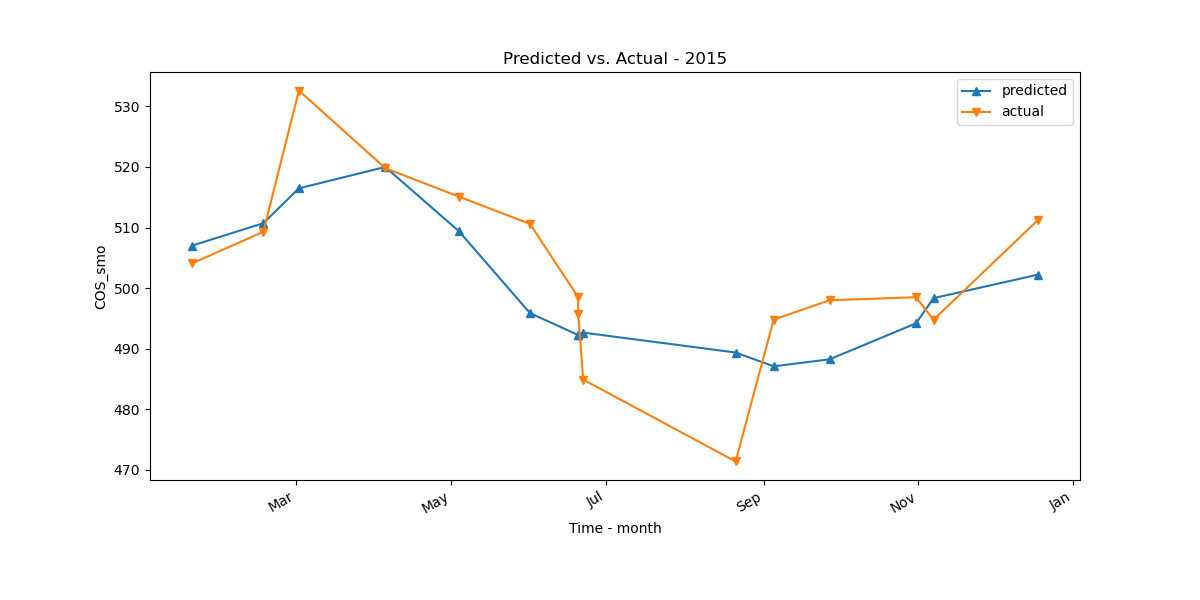 Predicted vs. Actual - 2015
predicted
actual
530
520
510
500
490
480
470
COS_smo
Mar
May
Jul
Sep
Nov
Jan
Time - month